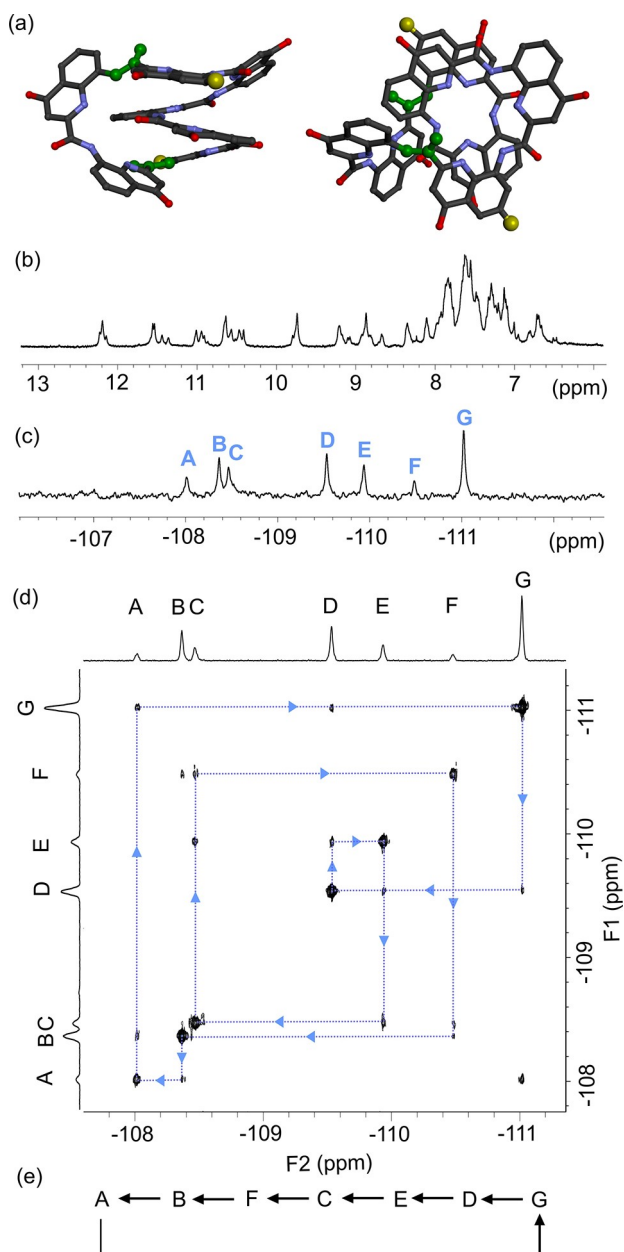 (a)
(b)
13 12 11 10 9 8 7 (ppm)
(c)
A B C D E F G
-107 -108 -109 -110 -111 (ppm)
(d)
A B C D E F G
G
F
E
D
BC
A
-111
-110
-109
-108
F1 (ppm)
-108 -109 -110 -111
F2 (ppm)
(e)
A B F C E D G